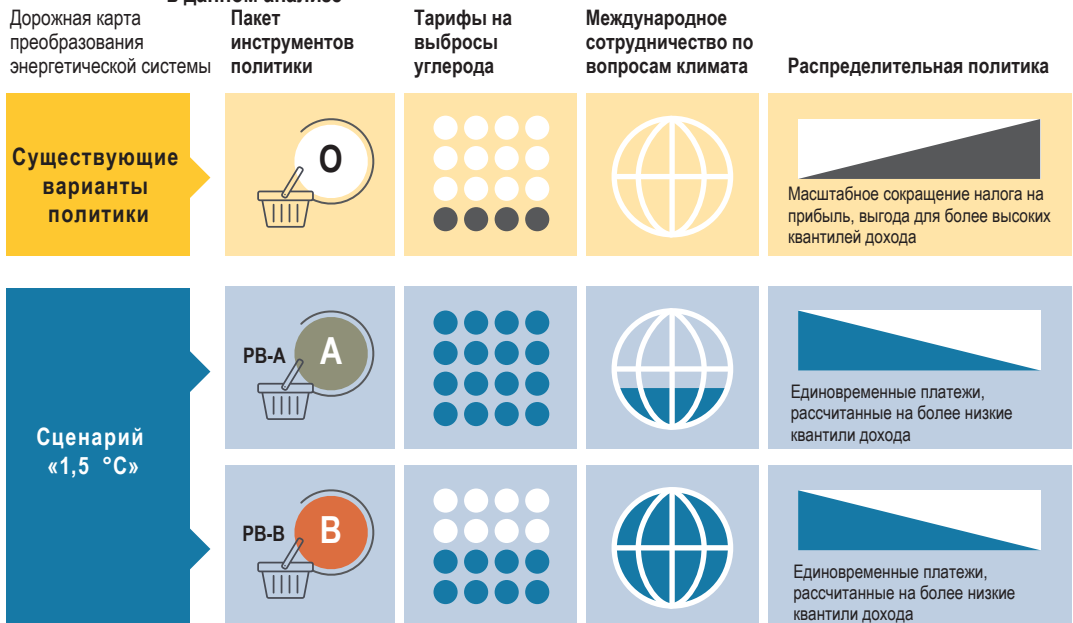 в данном анализе
Дорожная карта
преобразования
энергетической системы
Пакет
инструментов
политики
Тарифы на
выбросы
углерода
Международное
сотрудничество по
вопросам климата
Распределительная политика
Существующие
варианты
политики
O
Масштабное сокращение налога на
прибыль, выгода для более высоких
квантилей дохода
Сценарий
«1,5 °C»
PB-A
A
Единовременные платежи,
рассчитанные на более низкие
квантили дохода
PB-B
B
Единовременные платежи,
рассчитанные на более низкие
квантили дохода